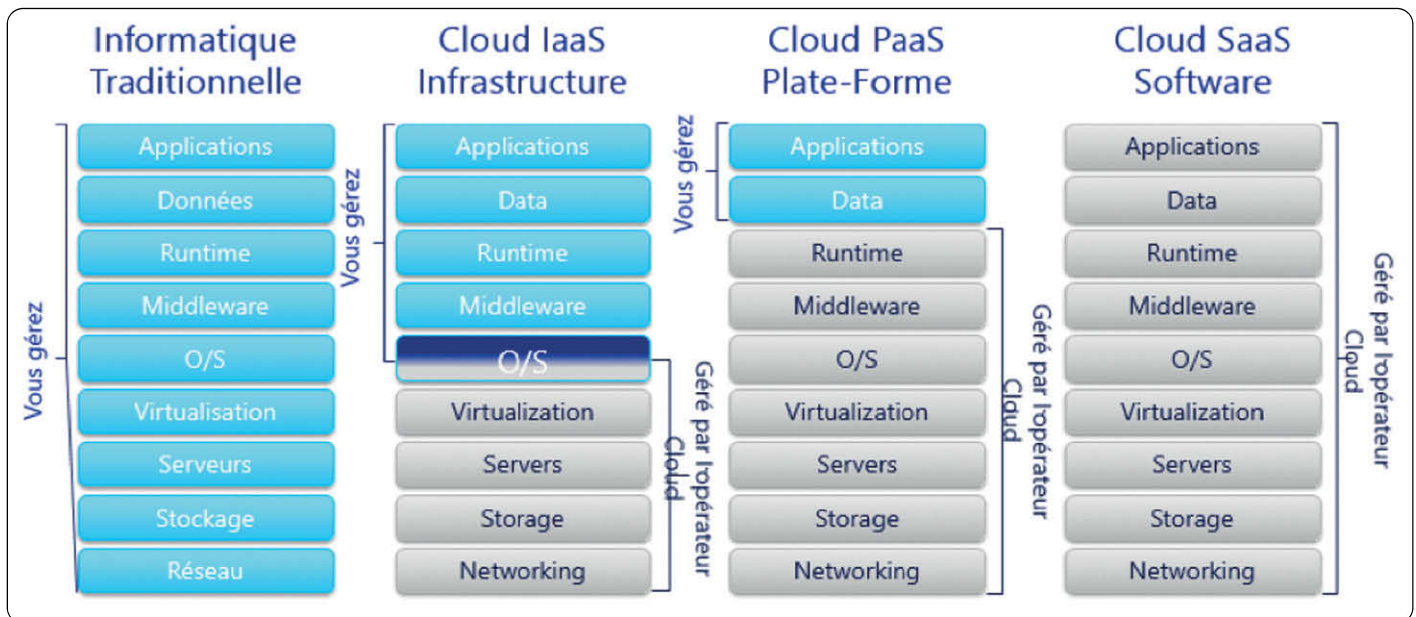 Informatique
Traditionnelle
Vous gérez
Applications
Données
Runtime
Middleware
O/S
Virtualisation
Serveurs
Stockage
Réseau
Cloud IaaS
Infrastructure
Vous gérez
Applications
Data
Runtime
Middleware
O/S
Virtualization
Servers
Storage
Networking
Géré par l'opérateur
Cloud
Cloud PaaS
Plate-Forme
Vous gérez
Applications
Data
Runtime
Middleware
O/S
Virtualization
Servers
Storage
Networking
Géré par l'opérateur
Cloud
Cloud SaaS
Software
Applications
Data
Runtime
Middleware
O/S
Virtualization
Servers
Storage
Networking
Géré par l'opérateur
Cloud